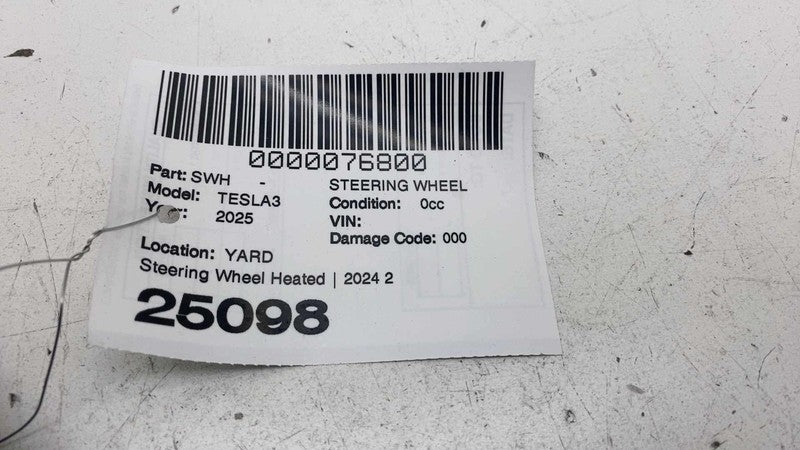 0000076800
Part: SWH - STEERING WHEEL
Model: TESLA3 Condition: 0cc
2025 VIN:
Damage Code: 000
Location: YARD
Steering Wheel Heated | 2024 2
25098